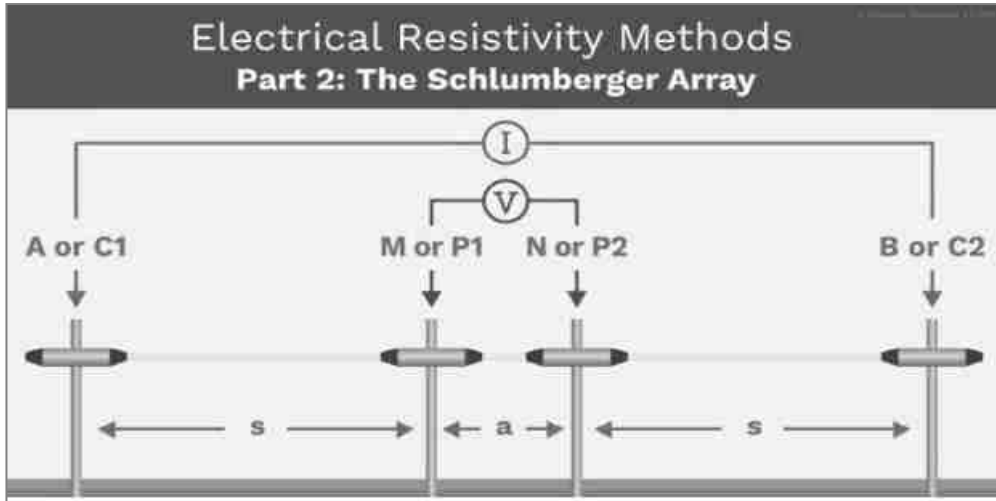 Electrical Resistivity Methods
Part 2: The Schlumberger Array
I
V
A or C1 M or P1 N or P2 B or C2
s a s